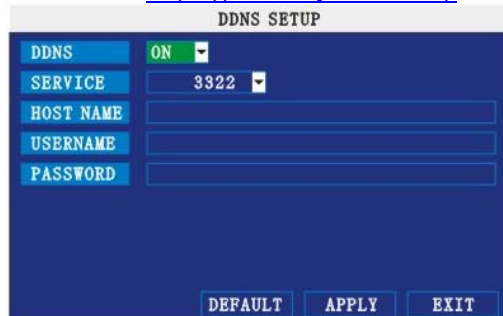 DDNS SETUP
DDNS ON
SERVICE 3322
HOST NAME
USERNAME
PASSWORD
DEFAULT APPLY EXIT